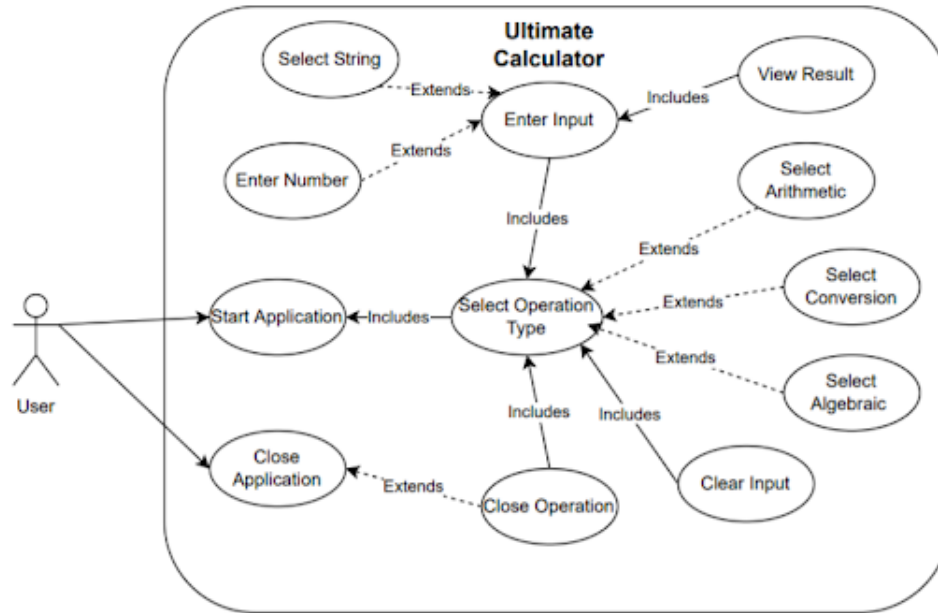 Ultimate
Calculator
Select String
Extends
Enter Input
Includes
View Result
Extends
Enter Number
Select
Arithmetic
Includes
Extends
Start Application
Includes
Select Operation
Type
Extends
Select
Conversion
Extends
Select
Algebraic
User
Includes
Includes
Close
Application
Extends
Close Operation
Clear Input